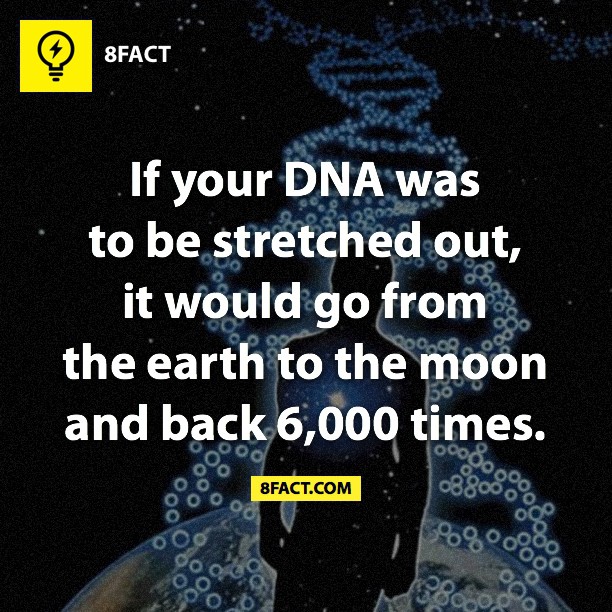 8FACT
If your DNA was
to be stretched out,
it would go from
the earth to the moon
and back 6,000 times.
8FACT.COM